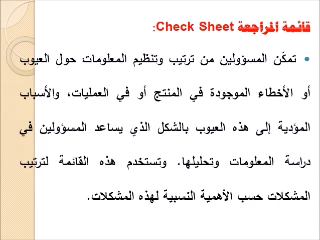 قائمة المراجعة Check Sheet:
• تمكّن المسؤولين من ترتيب وتنظيم المعلومات حول العيوب
أو الأخطاء الموجودة في المنتج أو في العمليات، والأسباب
المؤدية إلى هذه العيوب بالشكل الذي يساعد المسؤولين في
دراسة المعلومات وتحليلها. وتستخدم هذه القائمة لترتيب
المشكلات حسب الأهمية النسبية لهذه المشكلات.